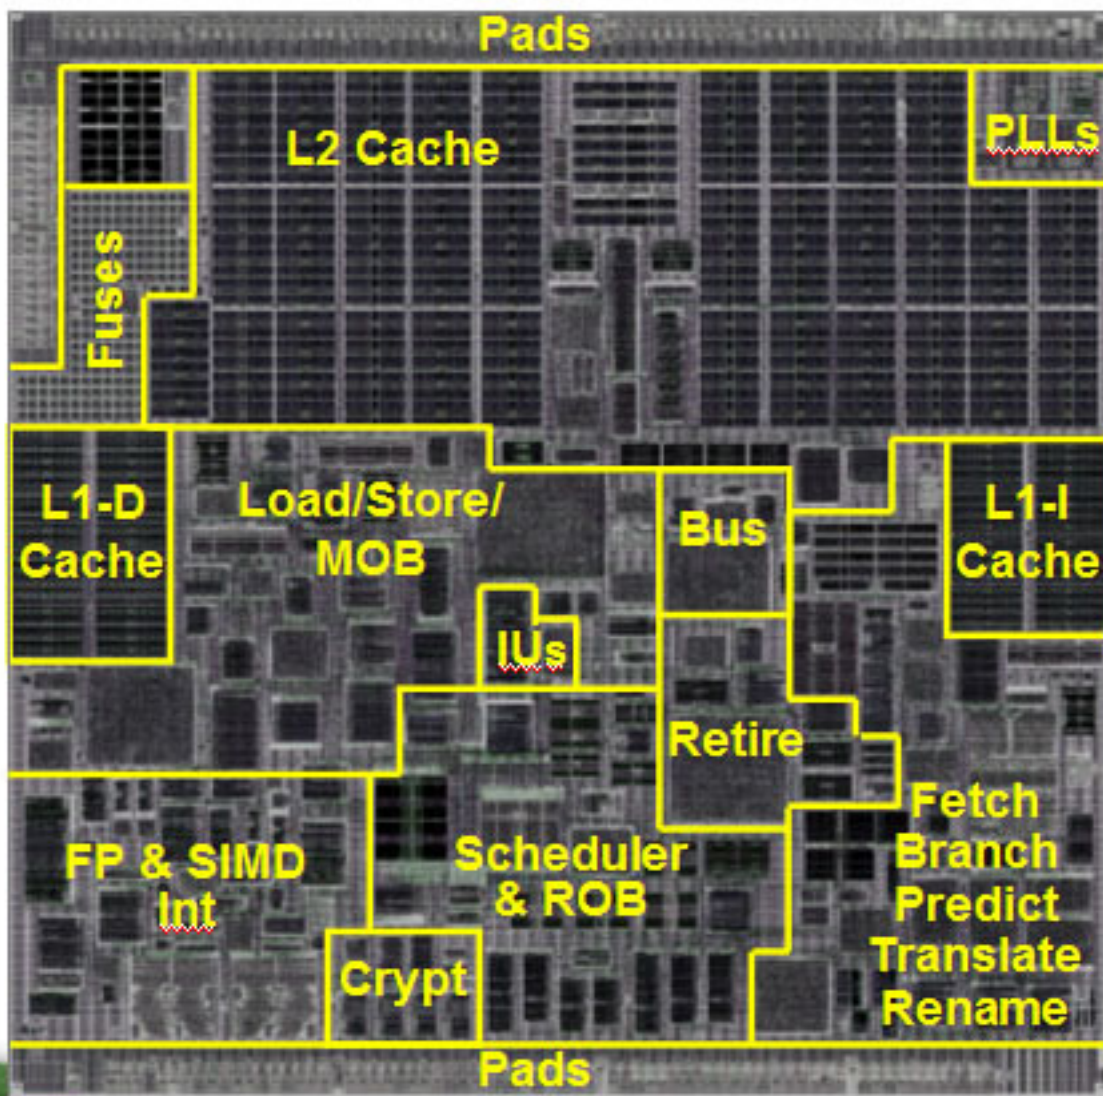 Pads
L2 Cache
PLLs
Fuses
L1-D
Cache
Load/Store/
MOB
Bus
L1-I
Cache
IUs
Retire
FP & SIMD
Int
Scheduler
& ROB
Fetch
Branch
Predict
Translate
Rename
Crypt
Pads